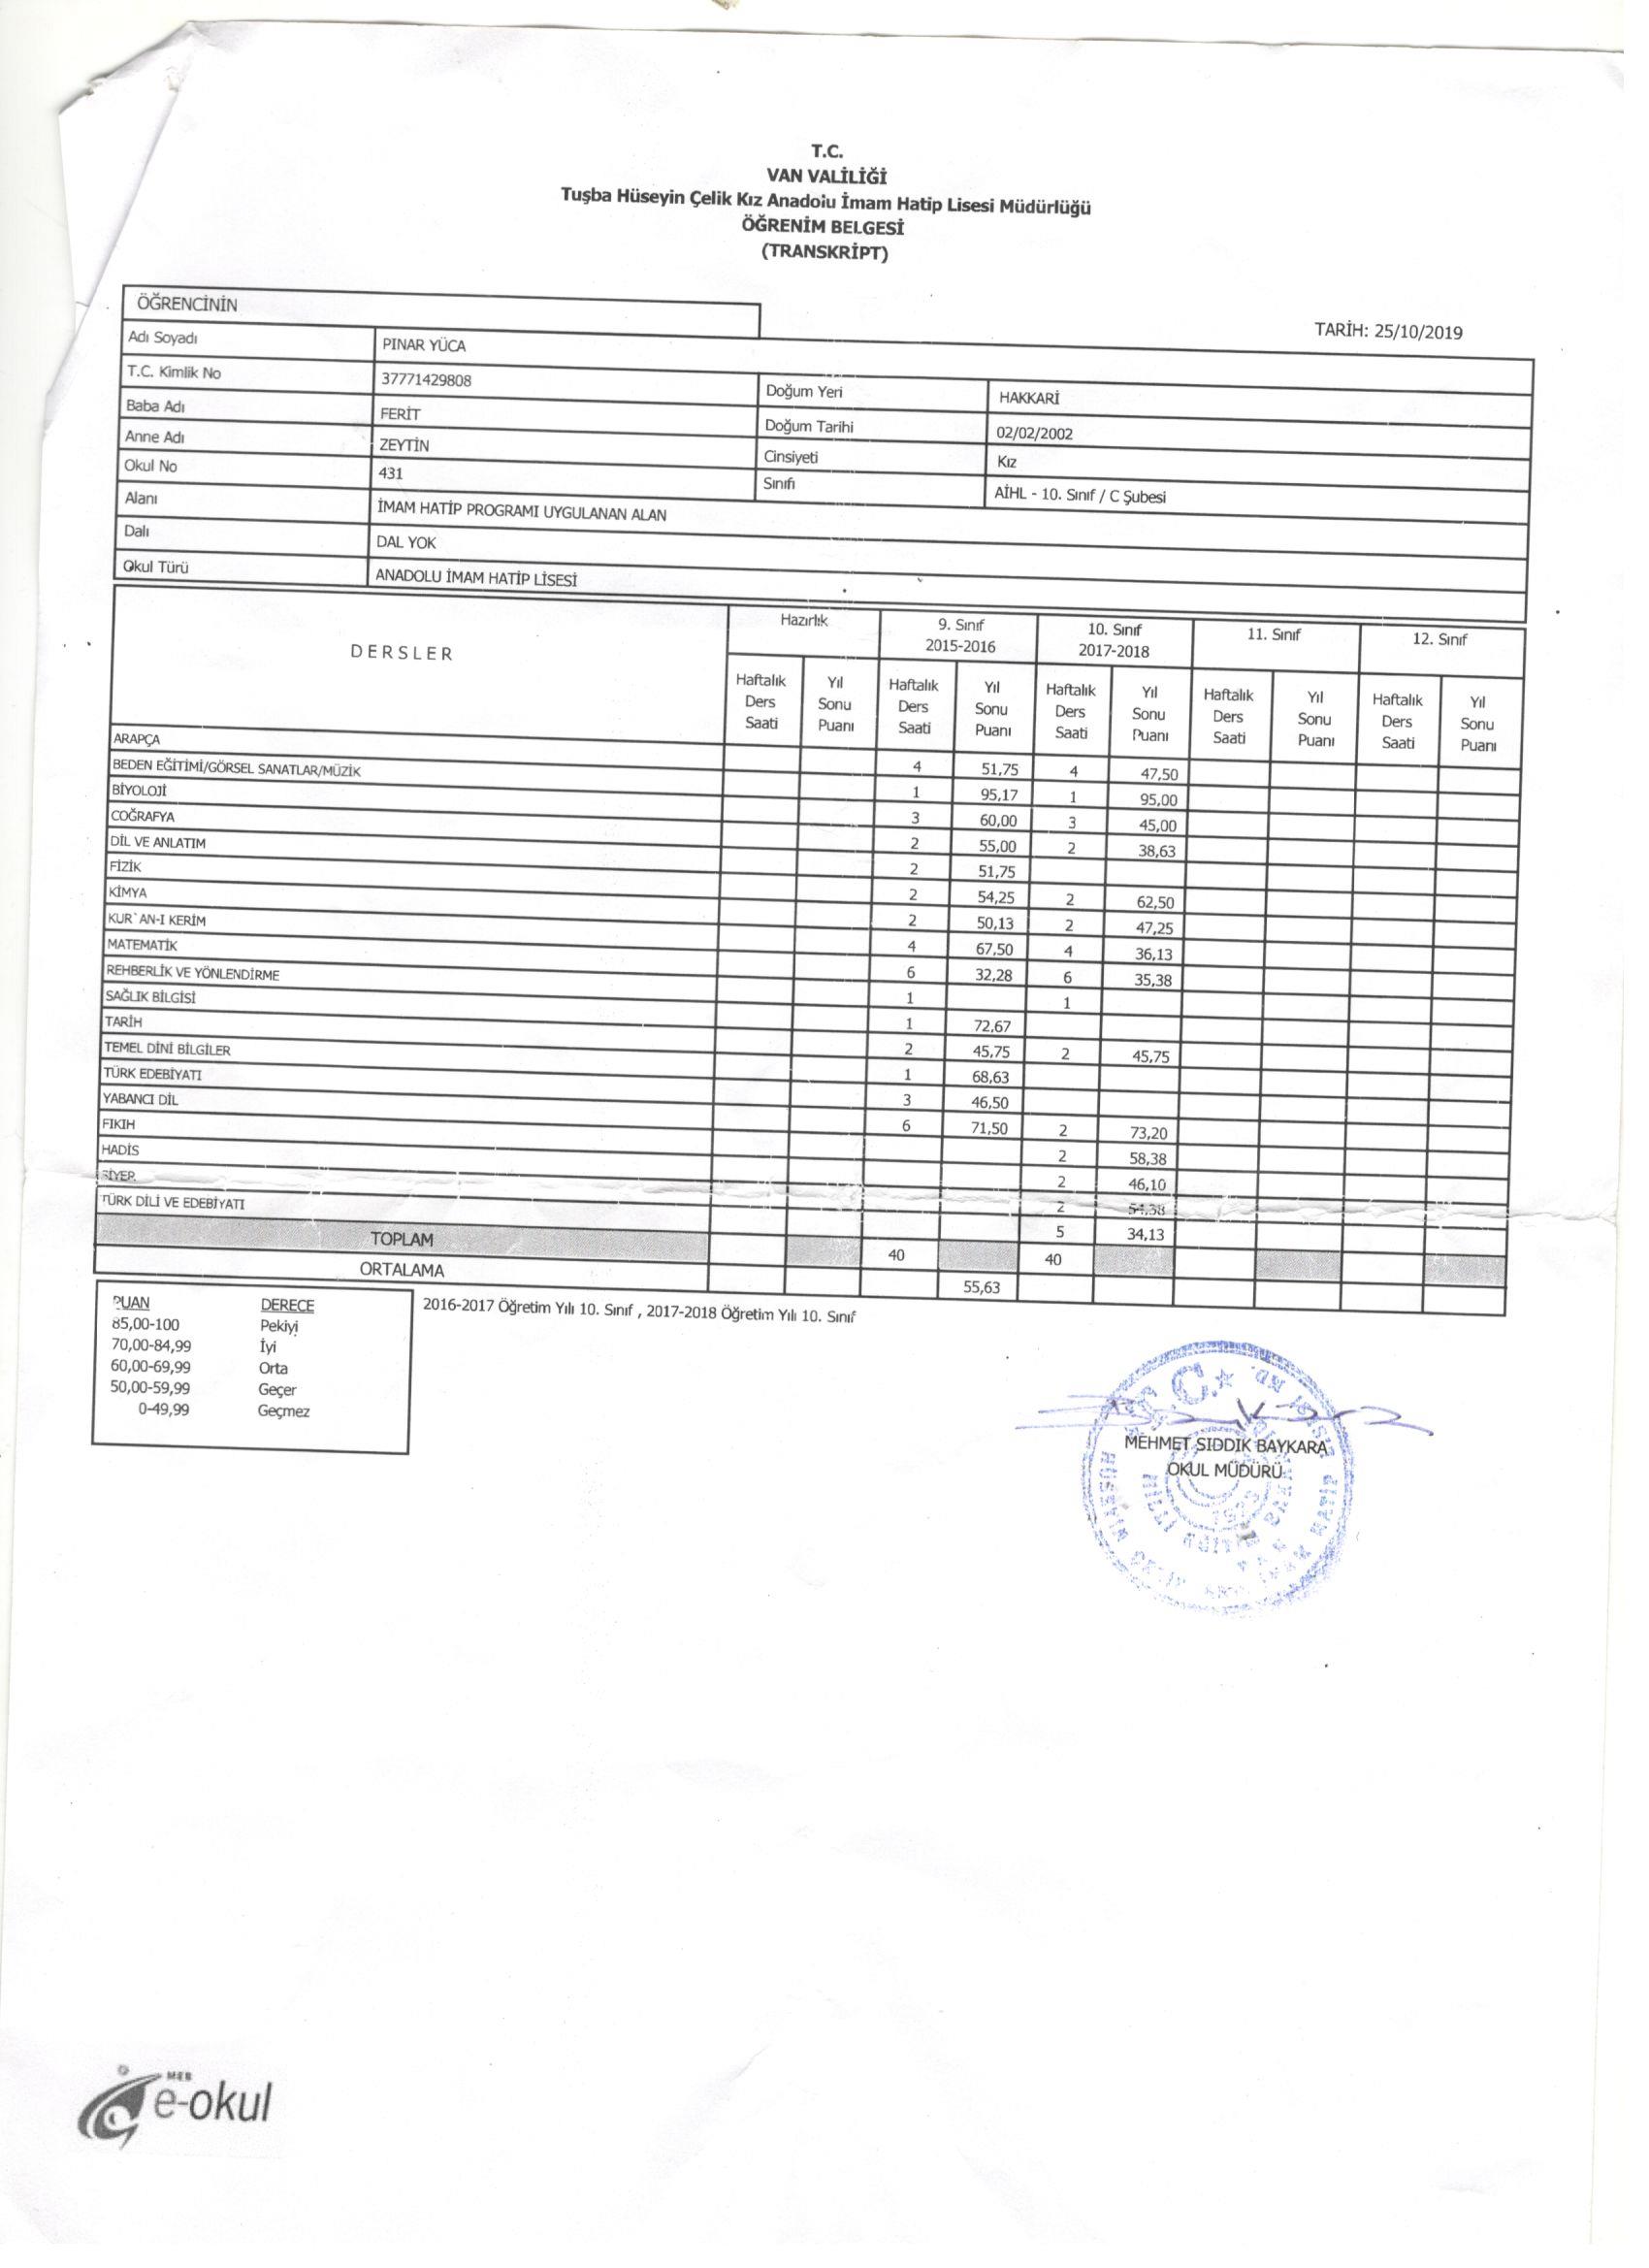 T.C.
VAN VALİLİĞİ
Tuşba Hüseyin Çelik Kız Anadolu İmam Hatip Lisesi Müdürlüğü
ÖĞRENİM BELGESİ
(TRANSKRİPT)
TARİH: 25/10/2019
ÖĞRENCİNİN
Adı Soyadı PINAR YÜCA
T.C. Kimlik No 37771429808 Doğum Yeri HAKKARİ
Baba Adı FERİT Doğum Tarihi 02/02/2002
Anne Adı ZEYTİN Cinsiyeti Kız
Okul No 431 Sınıfı AİHL - 10. Sınıf / C Şubesi
Alanı İMAM HATİP PROGRAMI UYGULANAN ALAN
Dalı DAL YOK
Okul Türü ANADOLU İMAM HATİP LİSESİ
DERSLER Hazırlık 9. Sınıf 2015-2016 10. Sınıf 2017-2018 11. Sınıf 12. Sınıf
Haftalık Ders Saati Yıl Sonu Puanı Haftalık Ders Saati Yıl Sonu Puanı Haftalık Ders Saati Yıl Sonu Puanı Haftalık Ders Saati Yıl Sonu Puanı Haftalık Ders Saati Yıl Sonu Puanı
ARAPÇA 4 51,75 4 47,50
BEDEN EĞİTİMİ/GÖRSEL SANATLAR/MÜZİK 1 95,17 1 95,00
BİYOLOJİ 3 60,00 3 45,00
COĞRAFYA 2 55,00 2 38,63
DİL VE ANLATIM 2 51,75
FİZİK 2 54,25 2 62,50
KİMYA 2 50,13 2 47,25
KUR`AN-I KERİM 4 67,50 4 36,13
MATEMATİK 6 32,28 6 35,38
REHBERLİK VE YÖNLENDİRME 1 1
SAĞLIK BİLGİSİ 1 72,67
TARİH 2 45,75 2 45,75
TEMEL DİNİ BİLGİLER 1 68,63
TÜRK EDEBİYATI 3 46,50
YABANCI DİL 6 71,50 2 73,20
FIKIH 2 58,38
HADİS 2 46,10
SİYER 2 54,38
TÜRK DİLİ VE EDEBİYATI 5 34,13
TOPLAM 40 40
ORTALAMA 55,63
PUAN DERECE
85,00-100 Pekiyi
70,00-84,99 İyi
60,00-69,99 Orta
50,00-59,99 Geçer
0-49,99 Geçmez
2016-2017 Öğretim Yılı 10. Sınıf , 2017-2018 Öğretim Yılı 10. Sınıf
MEHMET SIDDIK BAYKARA
OKUL MÜDÜRÜ
MEB
e-okul